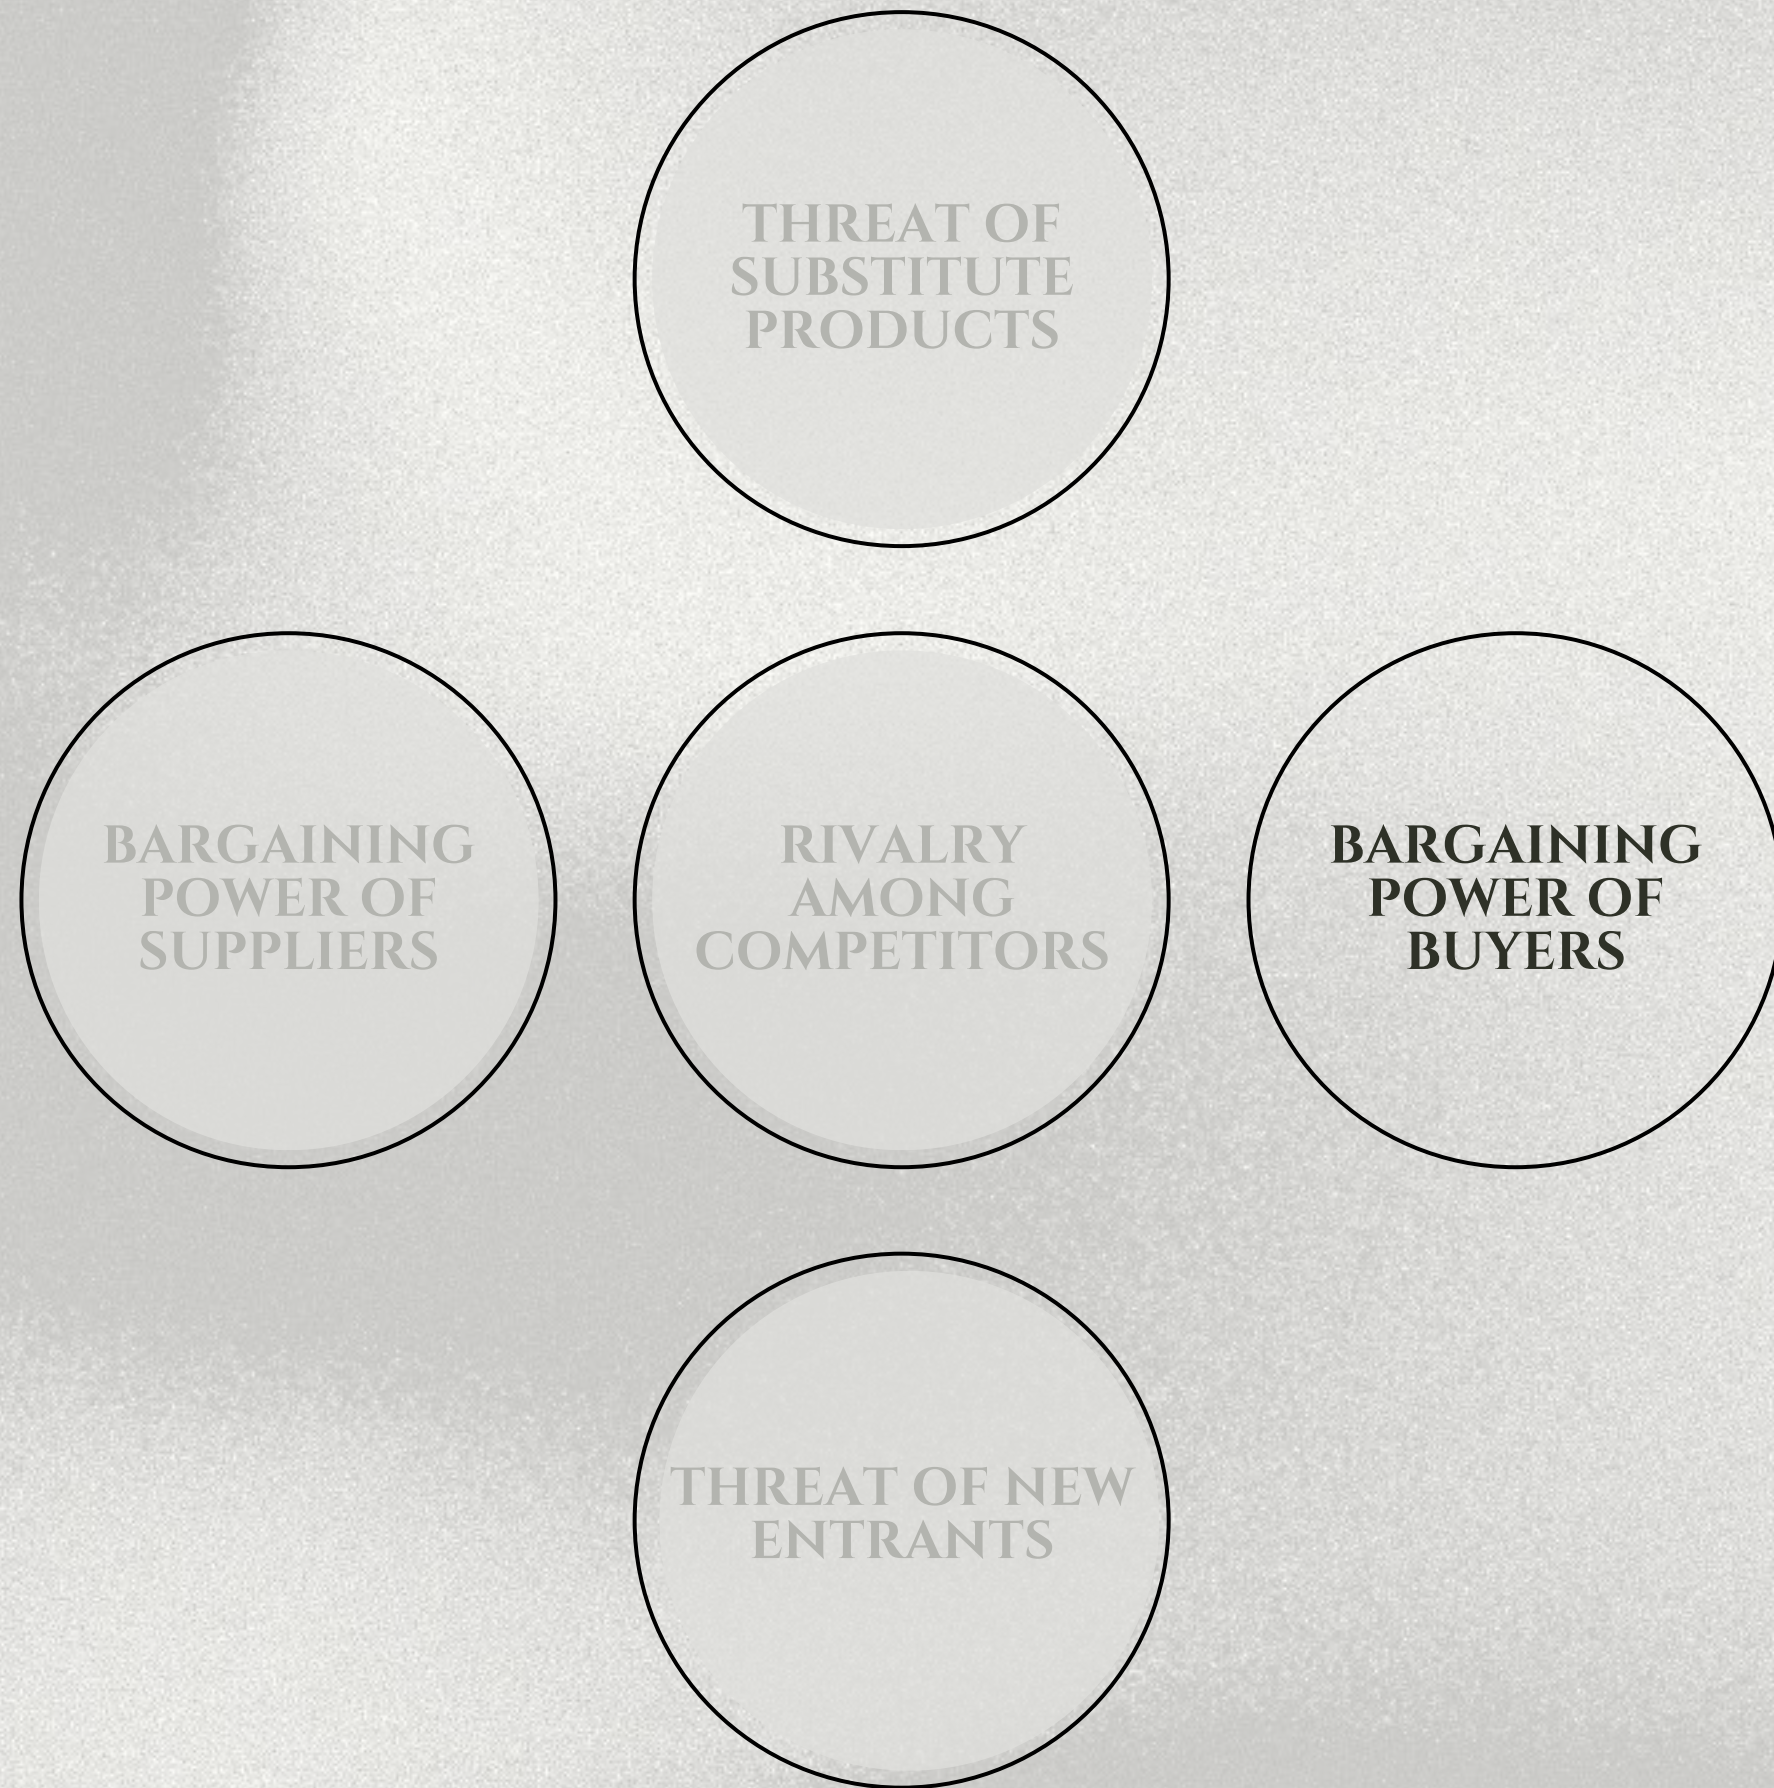 THREAT OF
SUBSTITUTE
PRODUCTS
BARGAINING
POWER OF
SUPPLIERS
RIVALRY
AMONG
COMPETITORS
BARGAINING
POWER OF
BUYERS
THREAT OF NEW
ENTRANTS